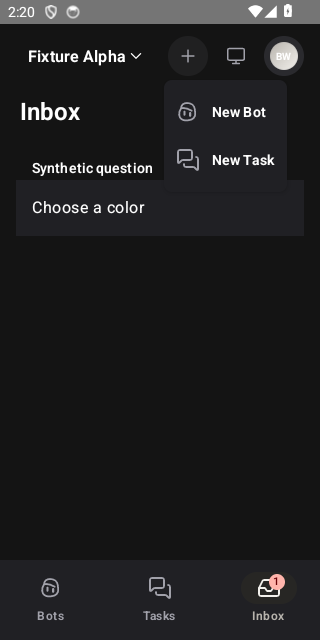 2:20
Fixture Alpha
BW
Inbox
New Bot
New Task
Synthetic question
Choose a color
1
Bots
Tasks
Inbox